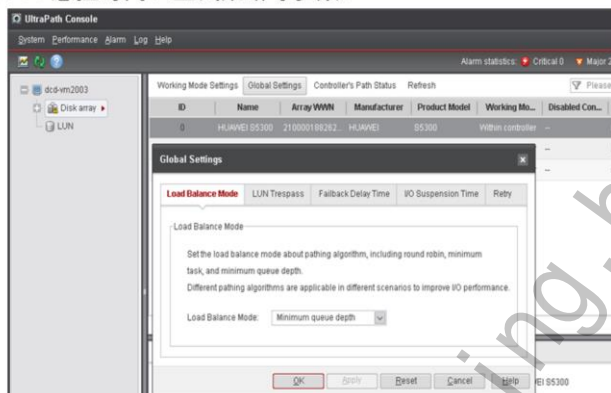 UltraPath Console
System Performance Alarm Log Help
Alarm statistics: Critical 0 Major 2
dcd-vm2003
Disk array
LUN
Working Mode Settings Global Settings Controller's Path Status Refresh Please
ID Name Array WWN Manufacturer Product Model Working Mo... Disabled Con...
0 HUAWEI S5300 210000188262... HUAWEI S5300 Within controller --
--
--
Global Settings
Load Balance Mode LUN Trespass Failback Delay Time I/O Suspension Time Retry
Load Balance Mode
Set the load balance mode about pathing algorithm, including round robin, minimum
task, and minimum queue depth.
Different pathing algorithms are applicable in different scenarios to improve I/O performance.
Load Balance Mode: Minimum queue depth
OK Apply Reset Cancel Help
EI S5300